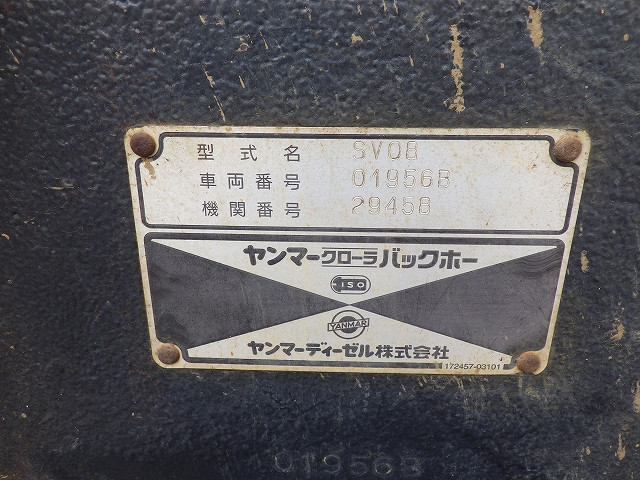 型式名 SV08
車両番号 01956B
機関番号 29458
ヤンマークローラバックホー
ISO
YANMAR
ヤンマーディーゼル株式会社
172457-03101
01956B